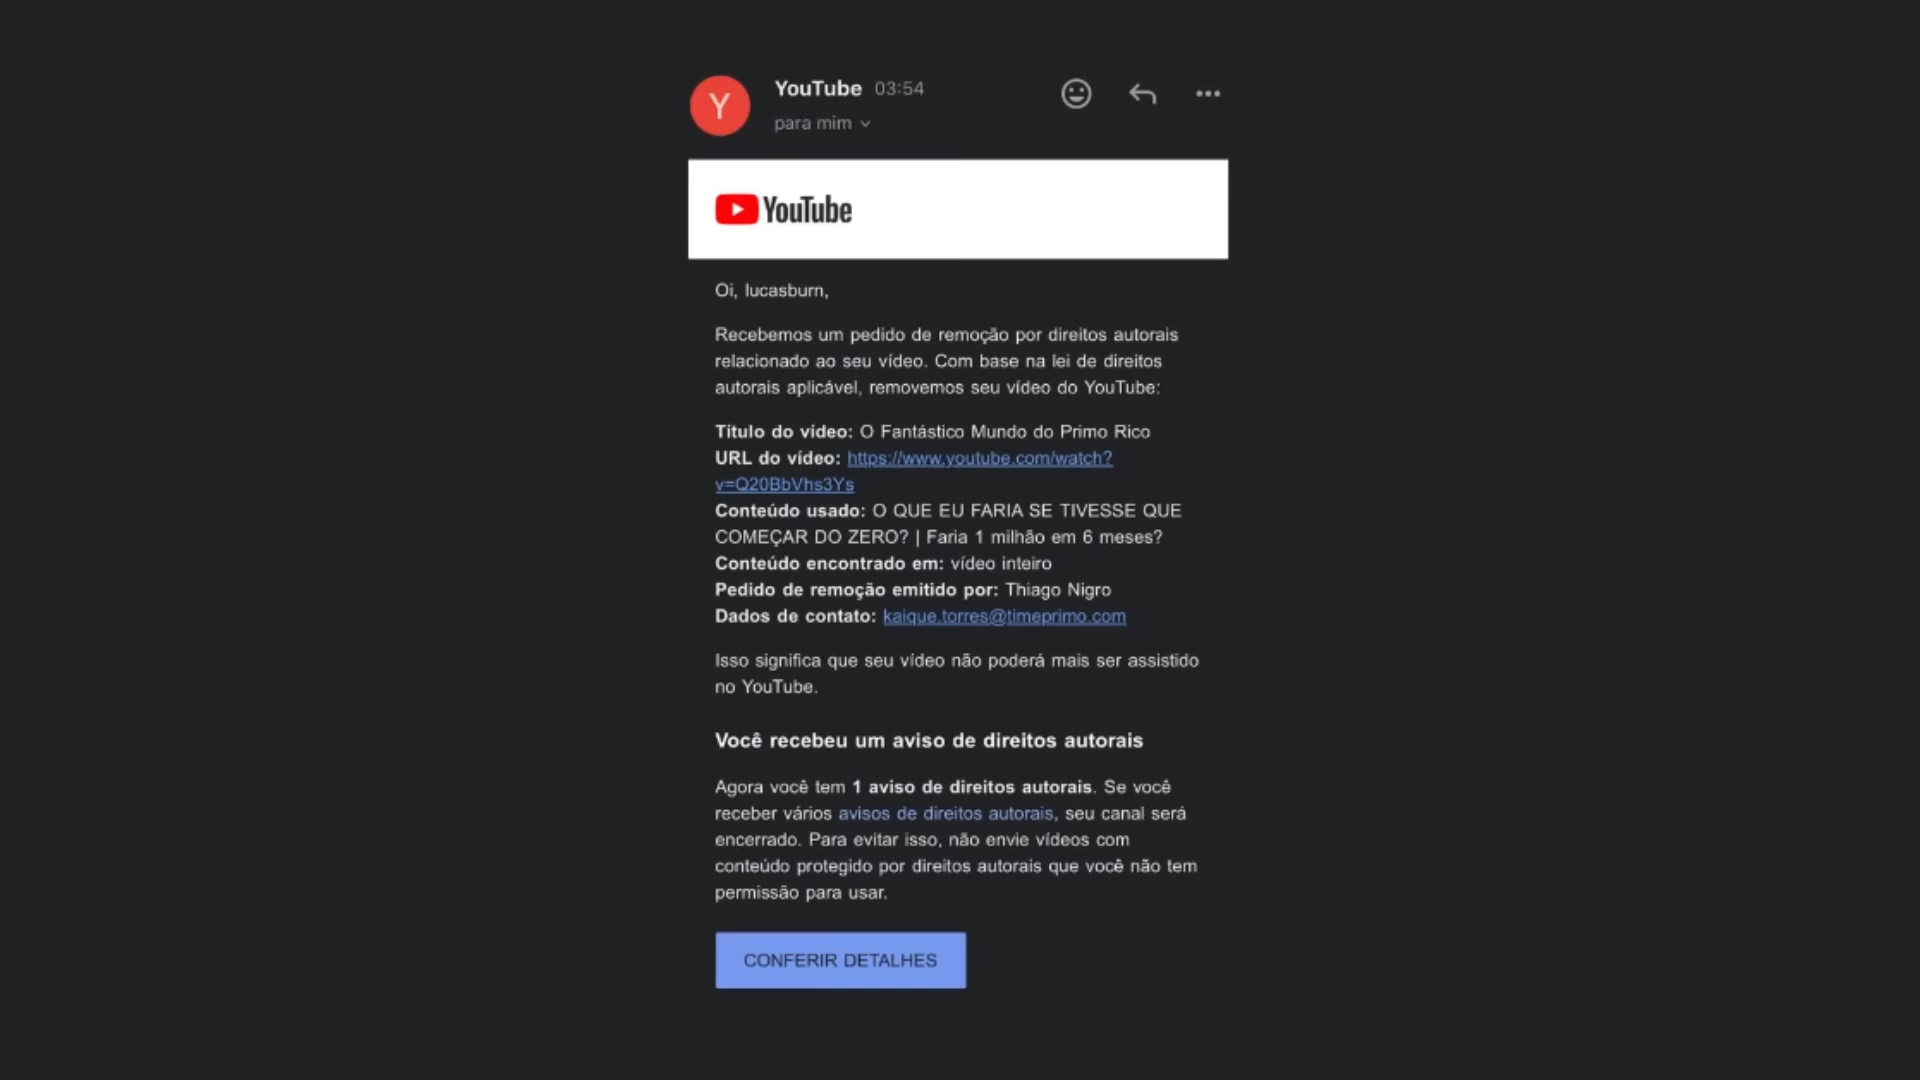 Y
YouTube 03:54
para mim
YouTube
Oi, lucasburn,
Recebemos um pedido de remoção por direitos autorais
relacionado ao seu vídeo. Com base na lei de direitos
autorais aplicável, removemos seu vídeo do YouTube:
Título do vídeo: O Fantástico Mundo do Primo Rico
URL do vídeo: https://www.youtube.com/watch?
v=Q20BbVhs3Ys
Conteúdo usado: O QUE EU FARIA SE TIVESSE QUE
COMEÇAR DO ZERO? | Faria 1 milhão em 6 meses?
Conteúdo encontrado em: vídeo inteiro
Pedido de remoção emitido por: Thiago Nigro
Dados de contato: kaique.torres@timeprimo.com
Isso significa que seu vídeo não poderá mais ser assistido
no YouTube.
Você recebeu um aviso de direitos autorais
Agora você tem 1 aviso de direitos autorais. Se você
receber vários avisos de direitos autorais, seu canal será
encerrado. Para evitar isso, não envie vídeos com
conteúdo protegido por direitos autorais que você não tem
permissão para usar.
CONFERIR DETALHES